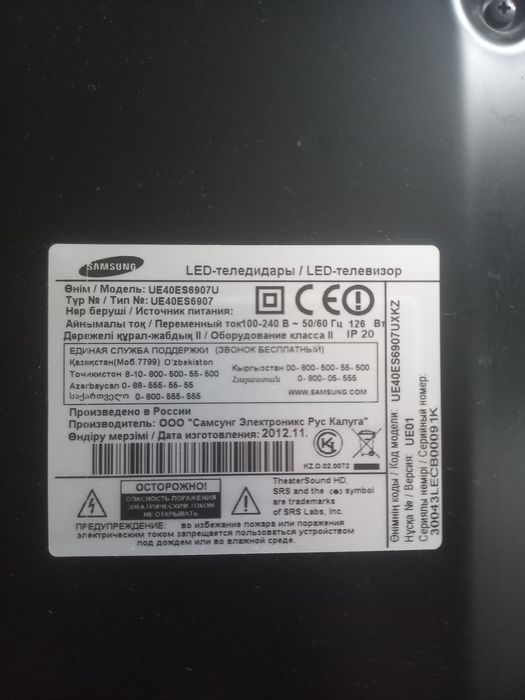 SAMSUNG
LED-теледидары / LED-телевизор
Өнім / Модель: UE40ES6907U
Түр № / Тип №: UE40ES6907
Нәр беруші / Источник питания:
Айнымалы ток / Переменный ток100-240 В ~ 50/60 Гц 126 Вт
Дәрежелі құрал-жабдық II / Оборудование класса II IP 20
ЕДИНАЯ СЛУЖБА ПОДДЕРЖКИ (ЗВОНОК БЕСПЛАТНЫЙ)
Қазақстан(Моб.7799) O'zbekiston
Тоҷикистон 8-10-800-500-55-500
Кыргызстан 00-800-500-55-500
Azərbaycan 0-88-555-55-55
Հայաստան 0-800-05-555
საქართველო 0-800-555-555
WWW.SAMSUNG.COM
Произведено в России
Производитель: ООО "Самсунг Электроникс Рус Калуга"
Өндіру мерзімі / Дата изготовления: 2012.11.
KZ.O.02.0072
ОСТОРОЖНО!
ОПАСНОСТЬ ПОРАЖЕНИЯ
ЭЛЕКТРИЧЕСКИМ ТОКОМ
НЕ ОТКРЫВАТЬ
TheaterSound HD,
SRS and the symbol
are trademarks
of SRS Labs, Inc.
ПРЕДУПРЕЖДЕНИЕ: во избежание пожара или поражения
электрическим током запрещается пользоваться устройством
под дождем или во влажной среде.
Өнімнің коды / Код модели: UE40ES6907UXKZ
Нұсқа № / Версия: UE01
Сериялы нөмірі / Серийный номер:
30043LECB00091K